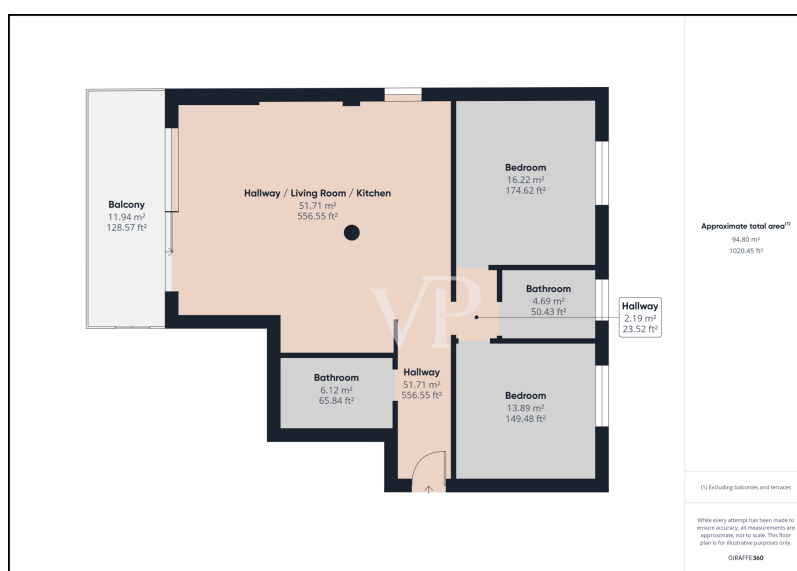 Balcony
11.94 m²
128.57 ft²
Hallway / Living Room / Kitchen
51.71 m²
556.55 ft²
Bedroom
16.22 m²
174.62 ft²
Bathroom
4.69 m²
50.43 ft²
Hallway
2.19 m²
23.52 ft²
VP
Bathroom
6.12 m²
65.84 ft²
Hallway
51.71 m²
556.55 ft²
Bedroom
13.89 m²
149.48 ft²
Approximate total area⁽¹⁾
94.80 m²
1020.45 ft²
(1) Excluding balconies and terraces
While every attempt has been made to
ensure accuracy, all measurements are
approximate, not to scale. This floor
plan is for illustrative purposes only.
GIRAFFE360